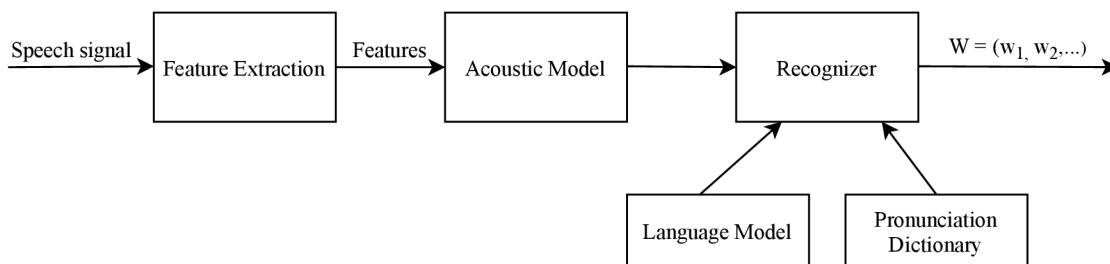 Speech signal
Feature Extraction
Features
Acoustic Model
Recognizer
W = (w1, w2,...)
Language Model
Pronunciation
Dictionary